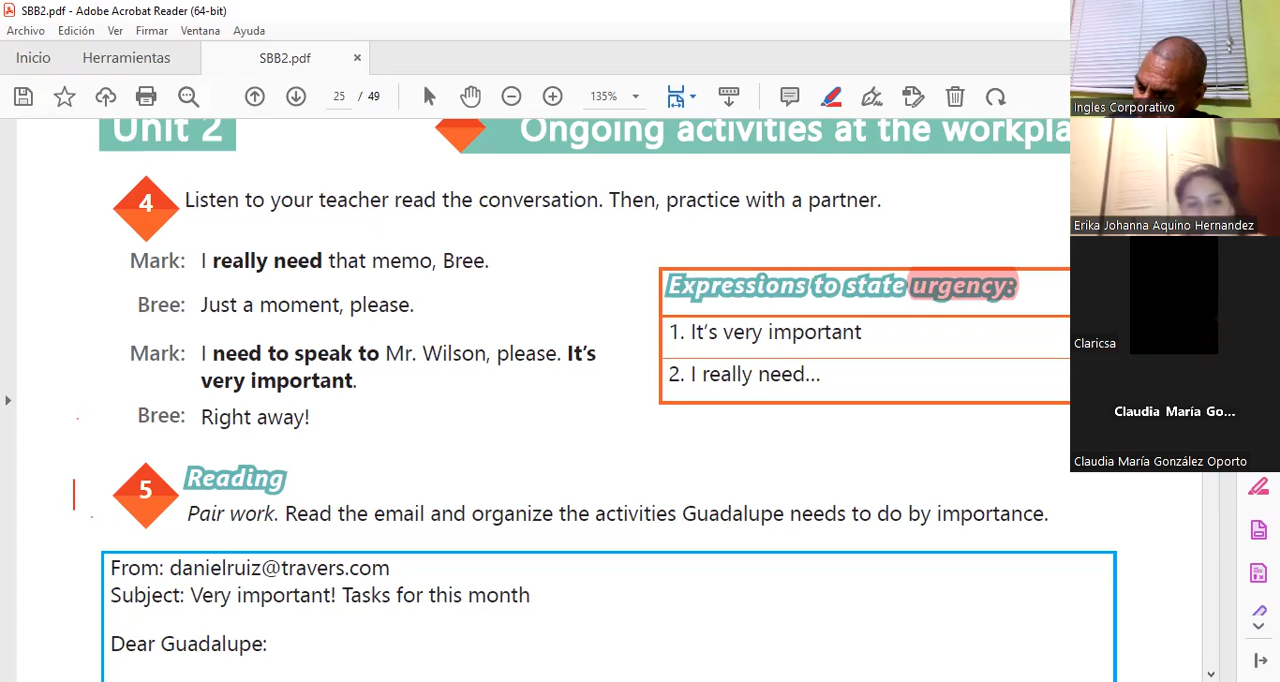 SBB2.pdf - Adobe Acrobat Reader (64-bit)
Archivo Edición Ver Firmar Ventana Ayuda
Inicio Herramientas SBB2.pdf ×
25 / 49 135%
Unit 2 Ongoing activities at the workpla
4 Listen to your teacher read the conversation. Then, practice with a partner.
Mark: I really need that memo, Bree.
Bree: Just a moment, please.
Mark: I need to speak to Mr. Wilson, please. It's
very important.
Bree: Right away!
Expressions to state urgency:
1. It's very important
2. I really need...
5 Reading
Pair work. Read the email and organize the activities Guadalupe needs to do by importance.
From: danielruiz@travers.com
Subject: Very important! Tasks for this month
Dear Guadalupe:
Ingles Corporativo
Erika Johanna Aquino Hernandez
Claricsa
Claudia María Go...
Claudia María González Oporto